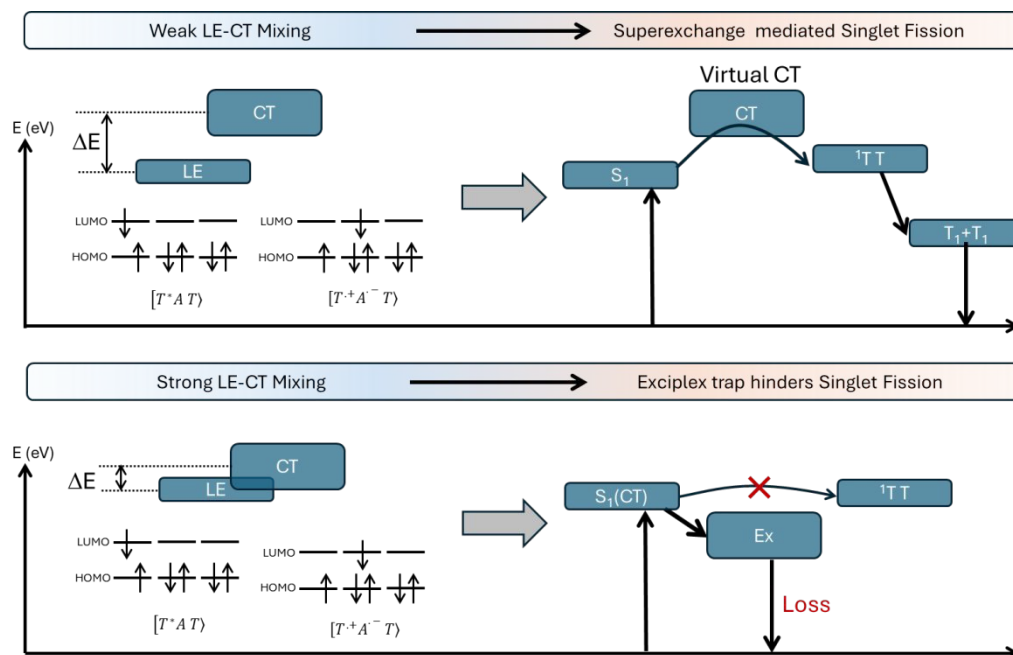 Weak LE-CT Mixing
Superexchange mediated Singlet Fission
E (eV)
ΔE
CT
LE
LUMO
HOMO
[T*A T⟩
LUMO
HOMO
[T·+A·− T⟩
Virtual CT
CT
S₁
¹T T
T₁+T₁
Strong LE-CT Mixing
Exciplex trap hinders Singlet Fission
E (eV)
ΔE
CT
LE
LUMO
HOMO
[T*A T⟩
LUMO
HOMO
[T·+A·− T⟩
S₁(CT)
¹T T
Ex
Loss